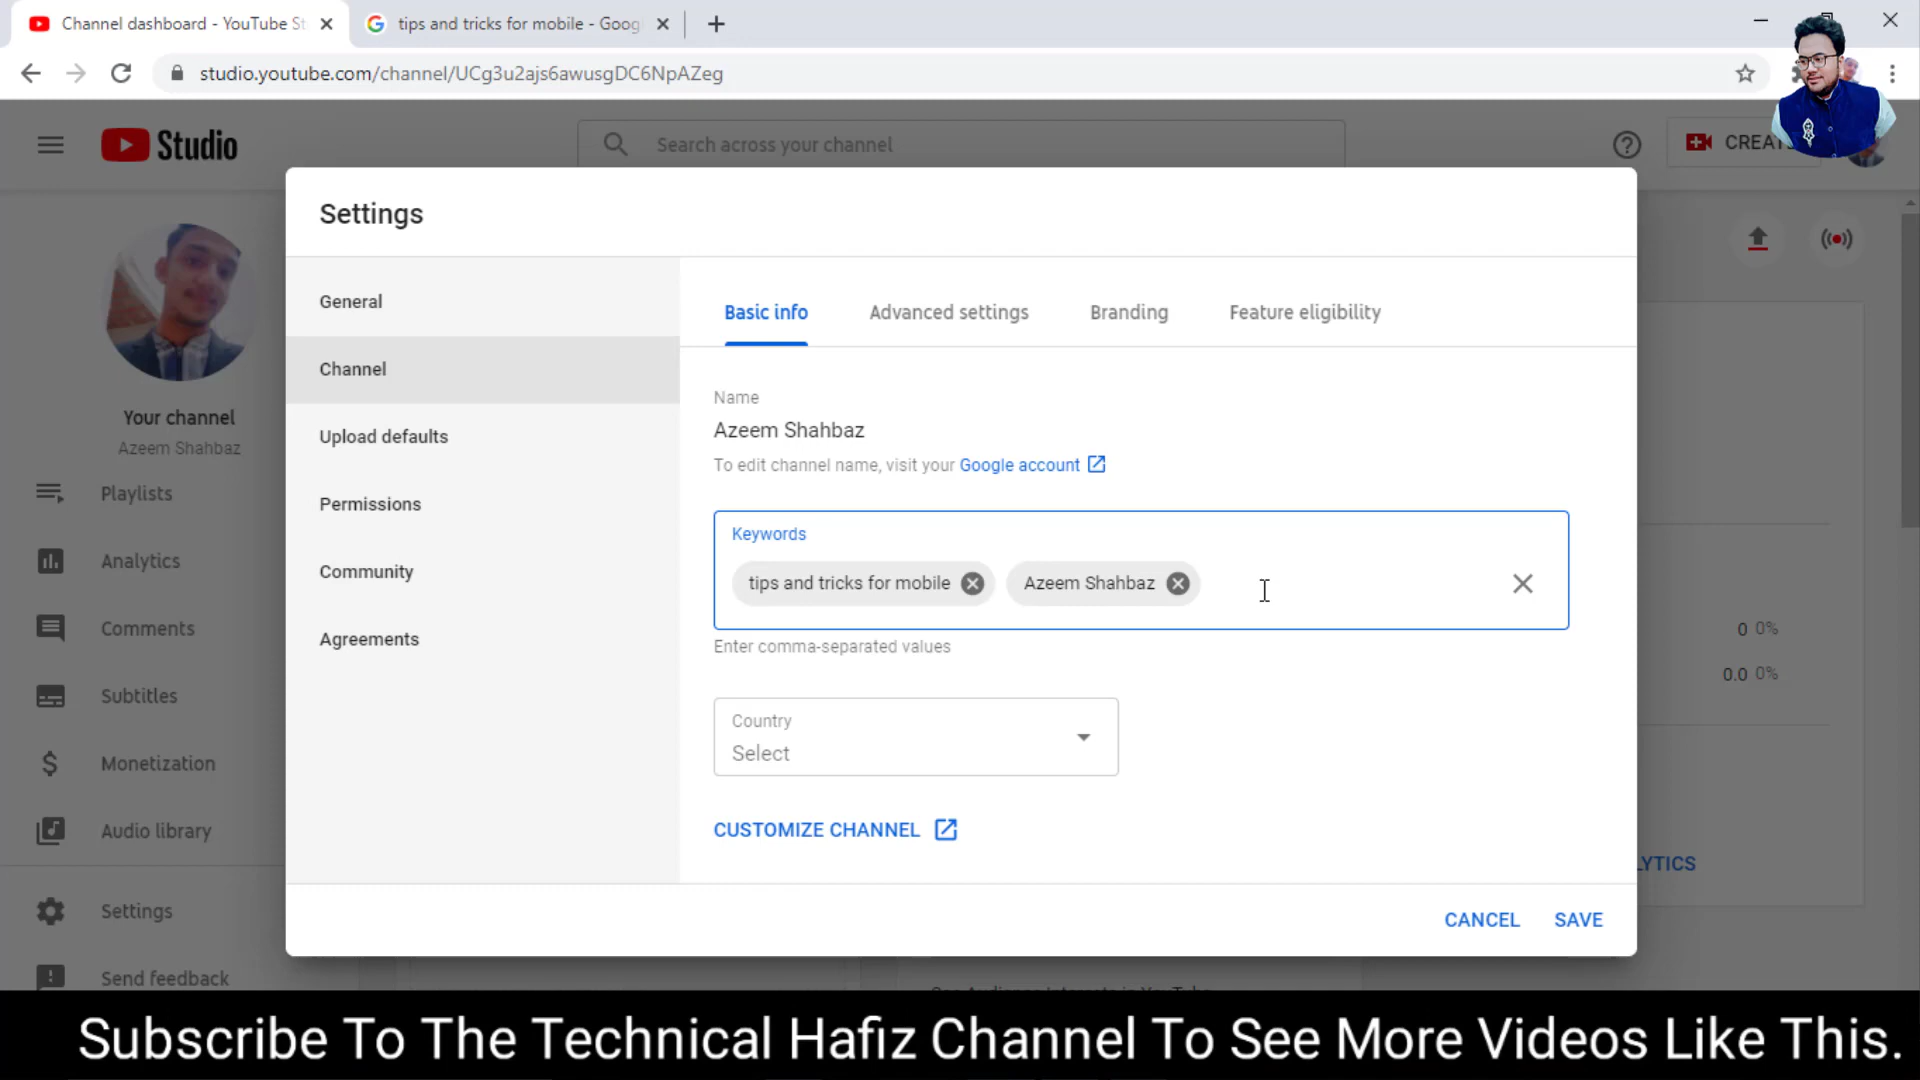 Channel dashboard - YouTube St
tips and tricks for mobile - Goog
studio.youtube.com/channel/UCg3u2ajs6awusgDC6NpAZeg
Studio
Search across your channel
CREATE
Settings
General
Channel
Upload defaults
Permissions
Community
Agreements
Basic info
Advanced settings
Branding
Feature eligibility
Name
Azeem Shahbaz
To edit channel name, visit your Google account
Keywords
tips and tricks for mobile
Azeem Shahbaz
Enter comma-separated values
Country
Select
CUSTOMIZE CHANNEL
CANCEL
SAVE
Your channel
Azeem Shahbaz
Playlists
Analytics
Comments
Subtitles
Monetization
Audio library
Settings
Send feedback
0 0%
0.0 0%
LYTICS
Subscribe To The Technical Hafiz Channel To See More Videos Like This.